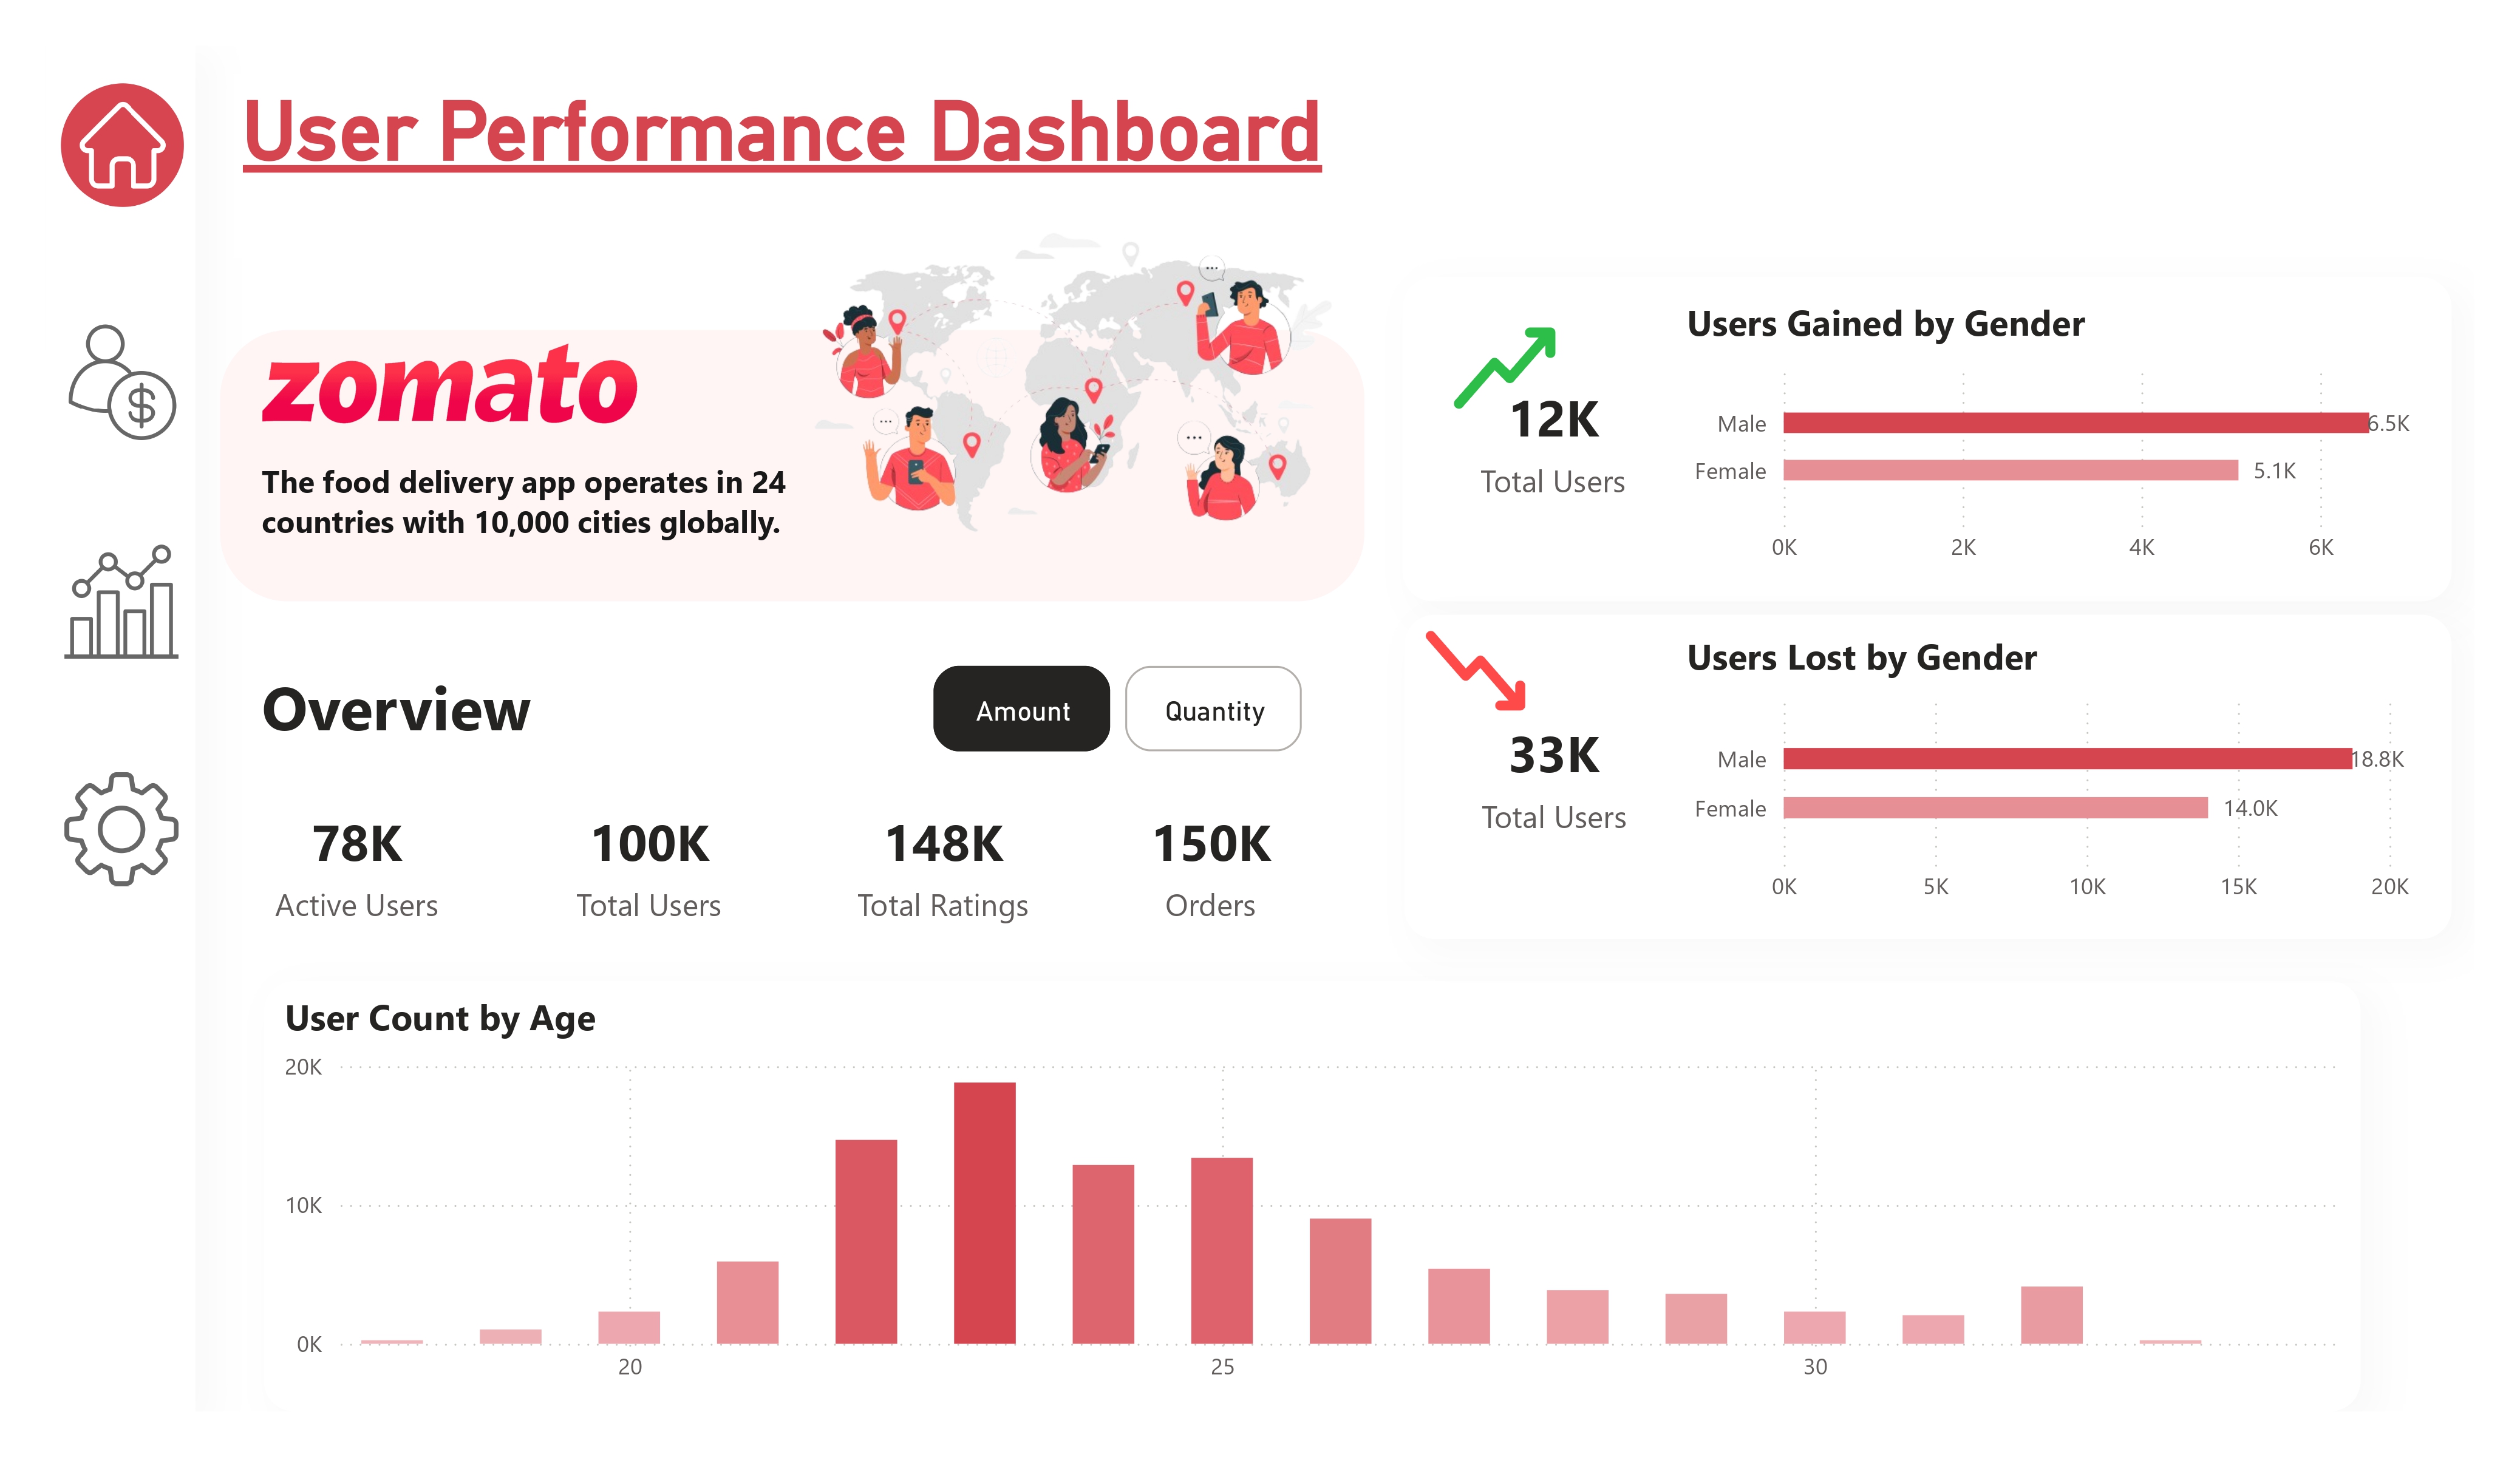 User Performance Dashboard
zomato
The food delivery app operates in 24
countries with 10,000 cities globally.
Overview
Amount
Quantity
78K
Active Users
100K
Total Users
148K
Total Ratings
150K
Orders
12K
Total Users
Users Gained by Gender
Male
6.5K
Female
5.1K
0K 2K 4K 6K
33K
Total Users
Users Lost by Gender
Male
18.8K
Female
14.0K
0K 5K 10K 15K 20K
User Count by Age
20K
10K
0K
20 25 30